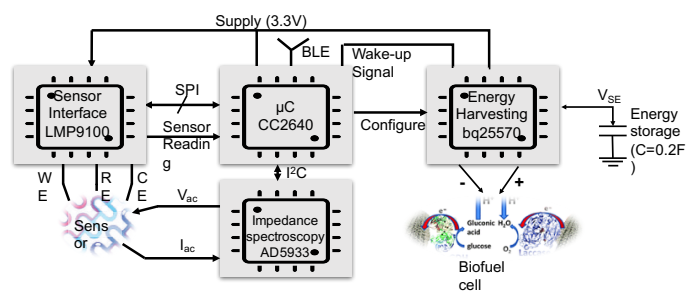 Supply (3.3V)
BLE
Wake-up
Signal
Sensor
Interface
LMP9100
SPI
Sensor
Readin
g
µC
CC2640
Configure
Energy
Harvesting
bq25570
V_SE
Energy
storage
(C=0.2F
)
I²C
W
E
R
E
C
E
Sens
or
V_ac
I_ac
Impedance
spectroscopy
AD5933
-
+
H⁺
H
e⁻
e⁻
Gluconic
acid
glucose
H₂O
O₂
Laccase
Biofuel
cell